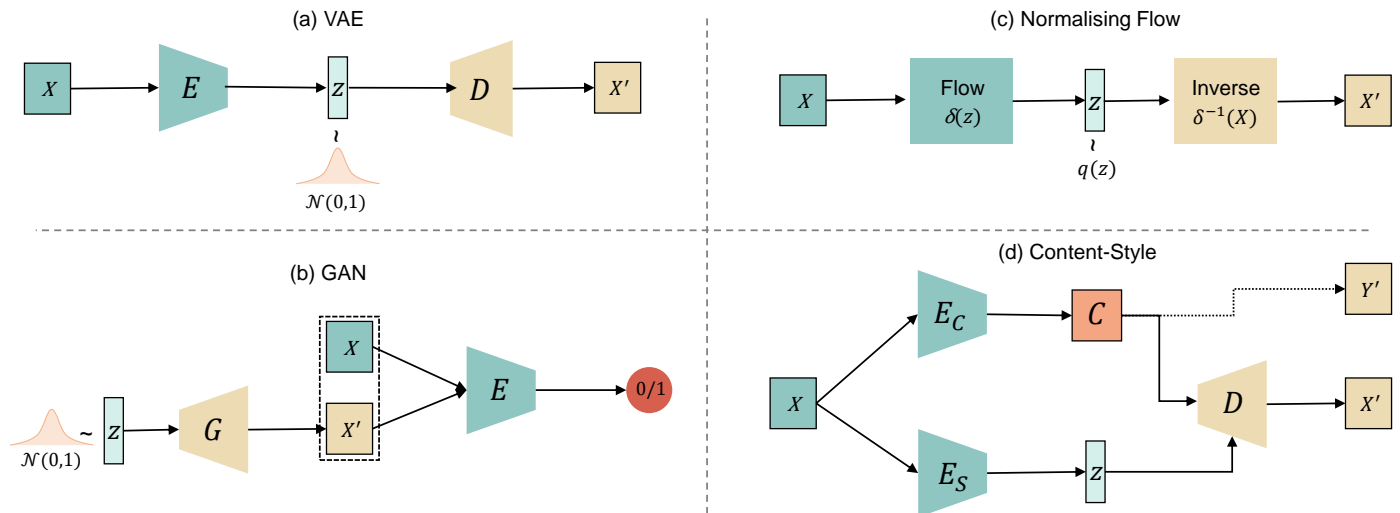 (a) VAE
X
E
z
D
X′
~
𝒩(0,1)
(b) GAN
X
X′
E
0/1
~
z
G
𝒩(0,1)
(c) Normalising Flow
X
Flow
δ(z)
z
Inverse
δ⁻¹(X)
X′
~
q(z)
(d) Content-Style
X
E_C
C
Y′
D
X′
E_S
z